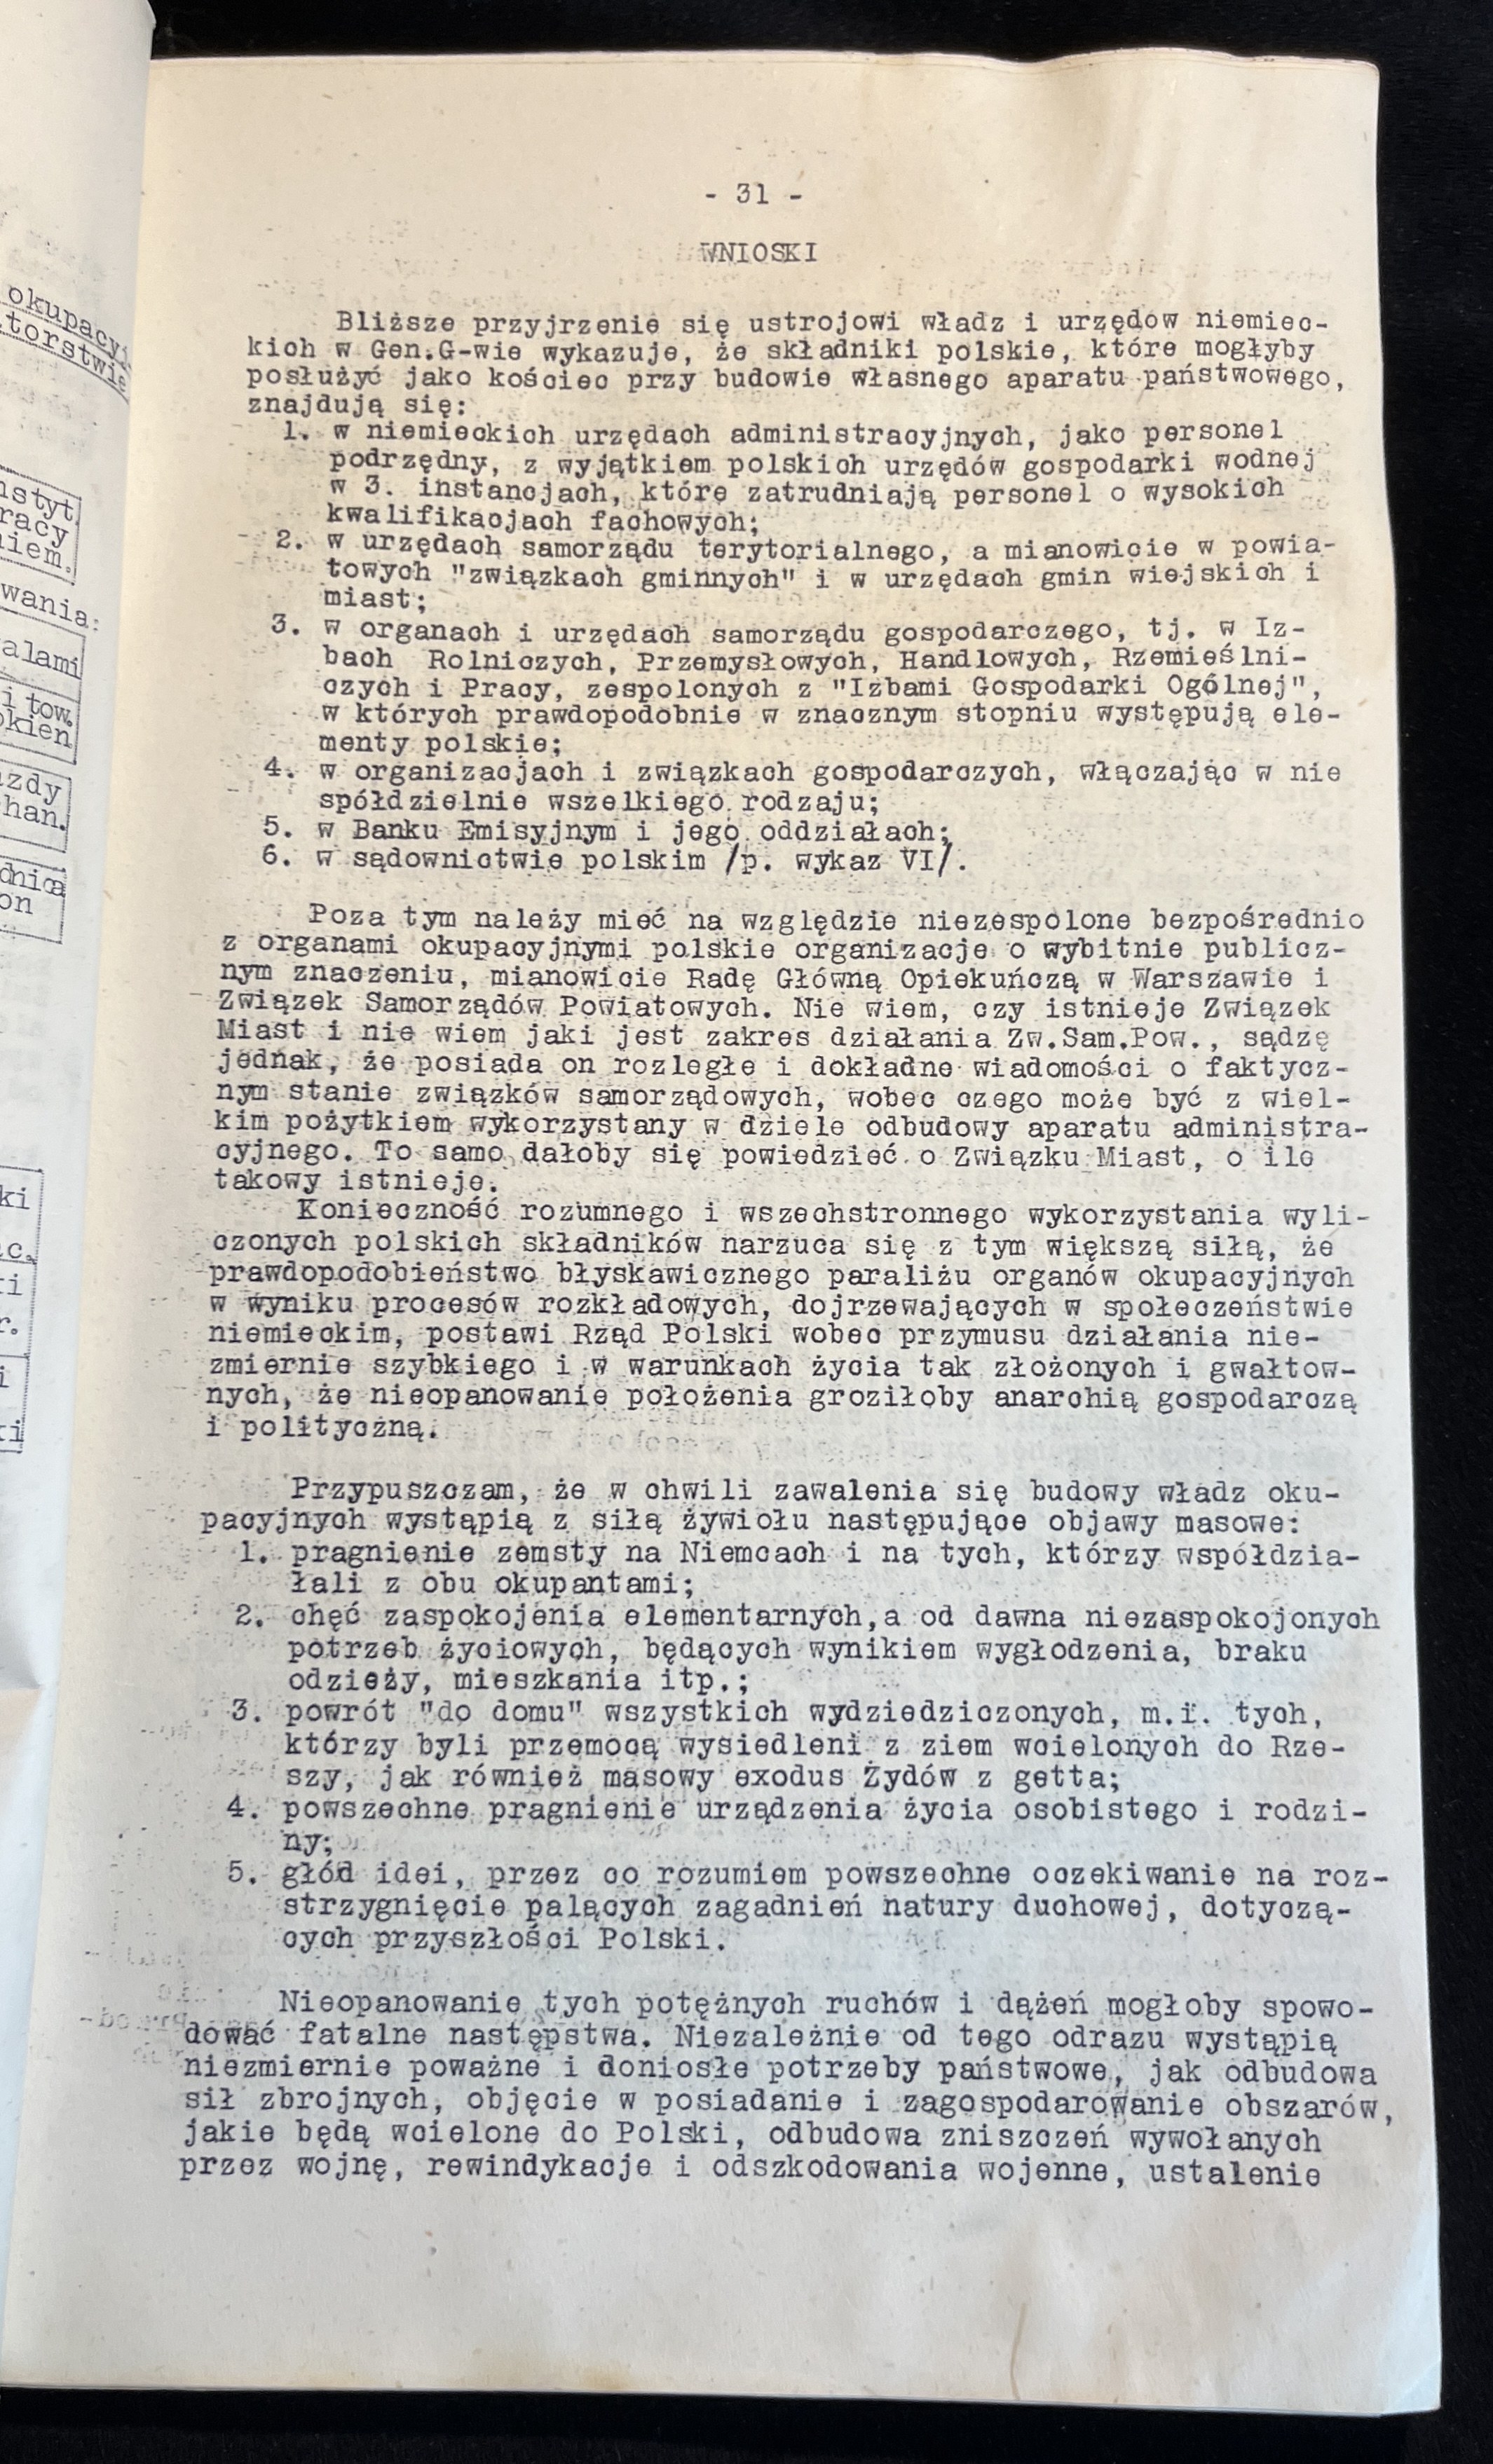 okupacyj
torstwie
nstyt.
racy
niem.
wania:
alami
i tow.
okien
azdy
han.
dnica
on
ki
ąc.
ki
r.
i
ki
- 31 -
WNIOSKI
Bliższe przyjrzenie się ustrojowi władz i urzędów niemiec-
kich w Gen.G-wie wykazuje, że składniki polskie, które mogłyby
posłużyć jako kościec przy budowie własnego aparatu państwowego,
znajdują się:
1. w niemieckich urzędach administracyjnych, jako personel
podrzędny, z wyjątkiem polskich urzędów gospodarki wodnej
w 3. instancjach, które zatrudniają personel o wysokich
kwalifikacjach fachowych;
2. w urzędach samorządu terytorialnego, a mianowicie w powia-
towych "związkach gminnych" i w urzędach gmin wiejskich i
miast;
3. w organach i urzędach samorządu gospodarczego, tj. w Iz-
bach Rolniczych, Przemysłowych, Handlowych, Rzemieślni-
czych i Pracy, zespolonych z "Izbami Gospodarki Ogólnej",
w których prawdopodobnie w znacznym stopniu występują ele-
menty polskie;
4. w organizacjach i związkach gospodarczych, włączając w nie
spółdzielnie wszelkiego rodzaju;
5. w Banku Emisyjnym i jego oddziałach;
6. w sądownictwie polskim /p. wykaz VI/.
Poza tym należy mieć na względzie niezespolone bezpośrednio
z organami okupacyjnymi polskie organizacje o wybitnie publicz-
nym znaczeniu, mianowicie Radę Główną Opiekuńczą w Warszawie i
Związek Samorządów Powiatowych. Nie wiem, czy istnieje Związek
Miast i nie wiem jaki jest zakres działania Zw.Sam.Pow., sądzę
jednak, że posiada on rozległe i dokładne wiadomości o faktycz-
nym stanie związków samorządowych, wobec czego może być z wiel-
kim pożytkiem wykorzystany w dziele odbudowy aparatu administra-
cyjnego. To samo dałoby się powiedzieć o Związku Miast, o ile
takowy istnieje.
Konieczność rozumnego i wszechstronnego wykorzystania wyli-
czonych polskich składników narzuca się z tym większą siłą, że
prawdopodobieństwo błyskawicznego paraliżu organów okupacyjnych
w wyniku procesów rozkładowych, dojrzewających w społeczeństwie
niemieckim, postawi Rząd Polski wobec przymusu działania nie-
zmiernie szybkiego i w warunkach życia tak złożonych i gwałtow-
nych, że nieopanowanie położenia groziłoby anarchią gospodarczą
i polityczną.
Przypuszczam, że w chwili zawalenia się budowy władz oku-
pacyjnych wystąpią z siłą żywiołu następujące objawy masowe:
1. pragnienie zemsty na Niemcach i na tych, którzy współdzia-
łali z obu okupantami;
2. chęć zaspokojenia elementarnych,a od dawna niezaspokojonych
potrzeb życiowych, będących wynikiem wygłodzenia, braku
odzieży, mieszkania itp.;
3. powrót "do domu" wszystkich wydziedziczonych, m.i. tych,
którzy byli przemocą wysiedleni z ziem wcielonych do Rze-
szy, jak również masowy exodus Żydów z getta;
4. powszechne pragnienie urządzenia życia osobistego i rodzi-
ny;
5. głód idei, przez co rozumiem powszechne oczekiwanie na roz-
strzygnięcie palących zagadnień natury duchowej, dotyczą-
cych przyszłości Polski.
Nieopanowanie tych potężnych ruchów i dążeń mogłoby spowo-
dować fatalne następstwa. Niezależnie od tego odrazu wystąpią
niezmiernie poważne i doniosłe potrzeby państwowe, jak odbudowa
sił zbrojnych, objęcie w posiadanie i zagospodarowanie obszarów,
jakie będą wcielone do Polski, odbudowa zniszczeń wywołanych
przez wojnę, rewindykacje i odszkodowania wojenne, ustalenie